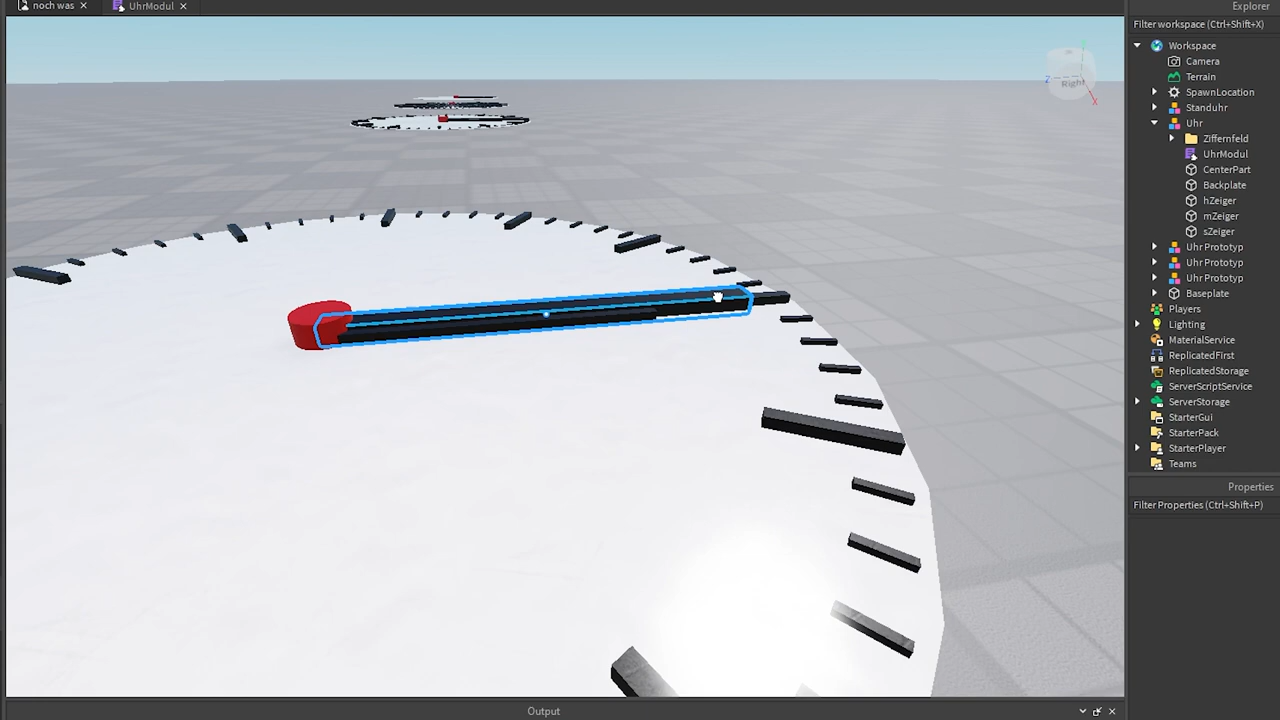 noch was
UhrModul
Right
Z
X
Explorer
Filter workspace (Ctrl+Shift+X)
Workspace
Camera
Terrain
SpawnLocation
Standuhr
Uhr
Ziffernfeld
UhrModul
CenterPart
Backplate
hZeiger
mZeiger
sZeiger
Uhr Prototyp
Uhr Prototyp
Uhr Prototyp
Baseplate
Players
Lighting
MaterialService
ReplicatedFirst
ReplicatedStorage
ServerScriptService
ServerStorage
StarterGui
StarterPack
StarterPlayer
Teams
Properties
Filter Properties (Ctrl+Shift+P)
Output